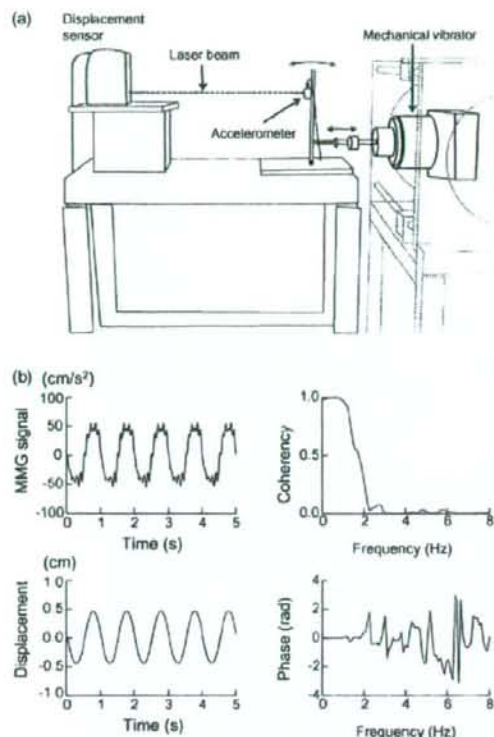 (a)
Displacement
sensor
Laser beam
Mechanical vibrator
Accelerometer
(b)
(cm/s²)
MMG signal
100
50
0
-50
-100
0 1 2 3 4 5
Time (s)
Coherency
1.0
0.5
0.0
0 2 4 6 8
Frequency (Hz)
(cm)
Displacement
1 0
0 5
0 0
-0 5
-1 0
0 1 2 3 4 5
Time (s)
Phase (rad)
4
2
0
-2
-4
0 2 4 6 8
Frequency (Hz)